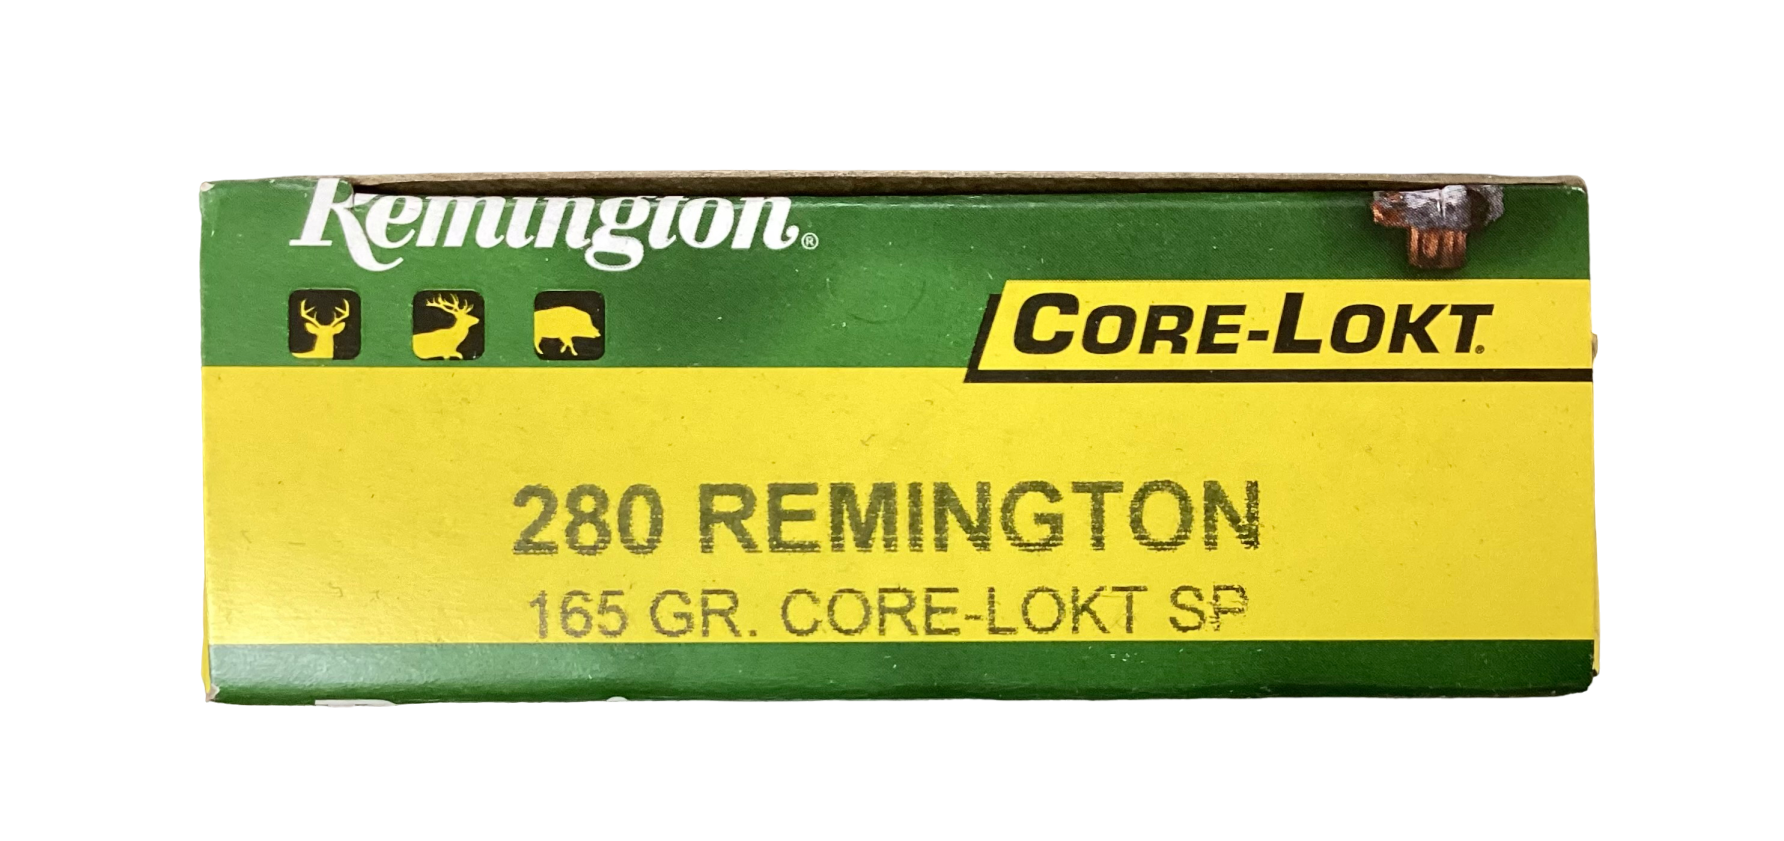 Remington®
CORE-LOKT®
280 REMINGTON
165 GR. CORE-LOKT SP